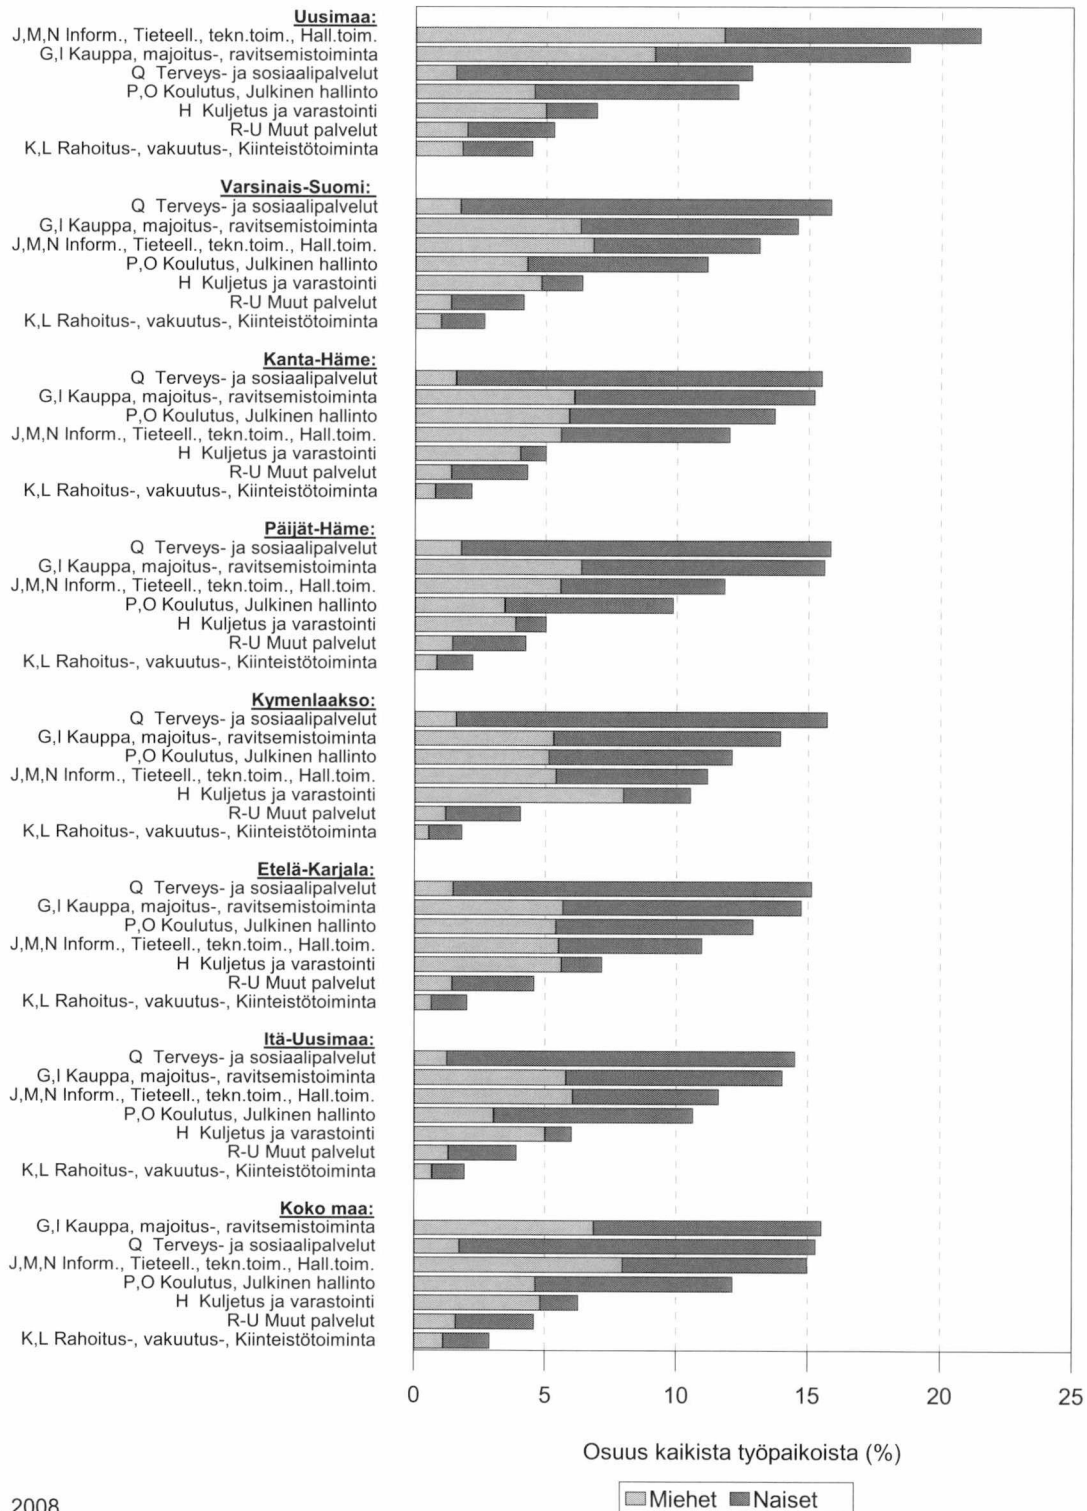 Uusimaa:
J,M,N Inform., Tieteell., tekn.toim., Hall.toim.
G,I Kauppa, majoitus-, ravitsemistoiminta
Q Terveys- ja sosiaalipalvelut
P,O Koulutus, Julkinen hallinto
H Kuljetus ja varastointi
R-U Muut palvelut
K,L Rahoitus-, vakuutus-, Kiinteistötoiminta
Varsinais-Suomi:
Q Terveys- ja sosiaalipalvelut
G,I Kauppa, majoitus-, ravitsemistoiminta
J,M,N Inform., Tieteell., tekn.toim., Hall.toim.
P,O Koulutus, Julkinen hallinto
H Kuljetus ja varastointi
R-U Muut palvelut
K,L Rahoitus-, vakuutus-, Kiinteistötoiminta
Kanta-Häme:
Q Terveys- ja sosiaalipalvelut
G,I Kauppa, majoitus-, ravitsemistoiminta
P,O Koulutus, Julkinen hallinto
J,M,N Inform., Tieteell., tekn.toim., Hall.toim.
H Kuljetus ja varastointi
R-U Muut palvelut
K,L Rahoitus-, vakuutus-, Kiinteistötoiminta
Päijät-Häme:
Q Terveys- ja sosiaalipalvelut
G,I Kauppa, majoitus-, ravitsemistoiminta
J,M,N Inform., Tieteell., tekn.toim., Hall.toim.
P,O Koulutus, Julkinen hallinto
H Kuljetus ja varastointi
R-U Muut palvelut
K,L Rahoitus-, vakuutus-, Kiinteistötoiminta
Kymenlaakso:
Q Terveys- ja sosiaalipalvelut
G,I Kauppa, majoitus-, ravitsemistoiminta
P,O Koulutus, Julkinen hallinto
J,M,N Inform., Tieteell., tekn.toim., Hall.toim.
H Kuljetus ja varastointi
R-U Muut palvelut
K,L Rahoitus-, vakuutus-, Kiinteistötoiminta
Etelä-Karjala:
Q Terveys- ja sosiaalipalvelut
G,I Kauppa, majoitus-, ravitsemistoiminta
P,O Koulutus, Julkinen hallinto
J,M,N Inform., Tieteell., tekn.toim., Hall.toim.
H Kuljetus ja varastointi
R-U Muut palvelut
K,L Rahoitus-, vakuutus-, Kiinteistötoiminta
Itä-Uusimaa:
Q Terveys- ja sosiaalipalvelut
G,I Kauppa, majoitus-, ravitsemistoiminta
J,M,N Inform., Tieteell., tekn.toim., Hall.toim.
P,O Koulutus, Julkinen hallinto
H Kuljetus ja varastointi
R-U Muut palvelut
K,L Rahoitus-, vakuutus-, Kiinteistötoiminta
Koko maa:
G,I Kauppa, majoitus-, ravitsemistoiminta
Q Terveys- ja sosiaalipalvelut
J,M,N Inform., Tieteell., tekn.toim., Hall.toim.
P,O Koulutus, Julkinen hallinto
H Kuljetus ja varastointi
R-U Muut palvelut
K,L Rahoitus-, vakuutus-, Kiinteistötoiminta
0 5 10 15 20 25
Osuus kaikista työpaikoista (%)
Miehet Naiset
2008